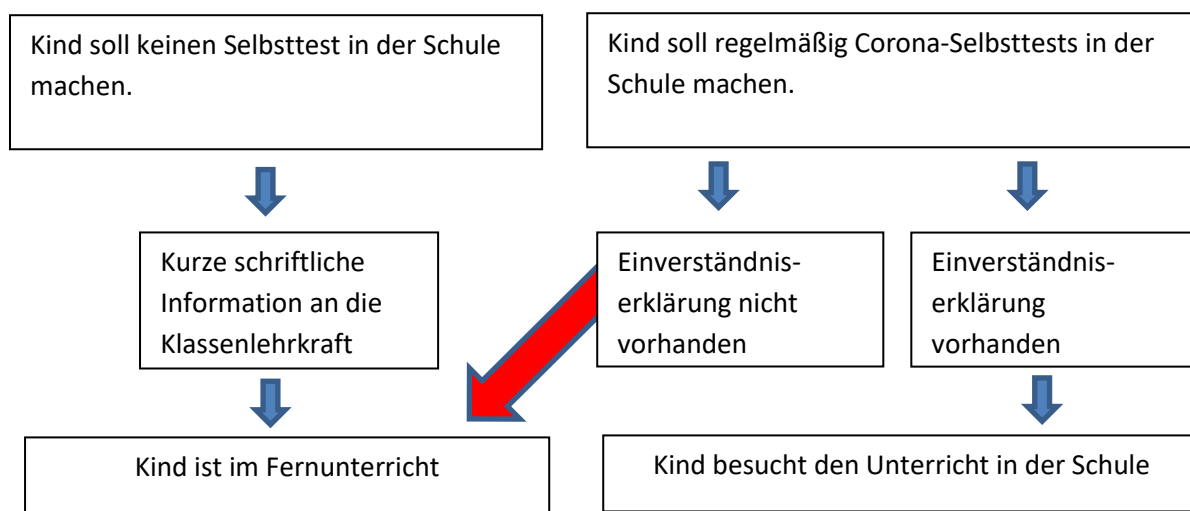 Kind soll keinen Selbsttest in der Schule
machen.
Kind soll regelmäßig Corona-Selbsttests in der
Schule machen.
Kurze schriftliche
Information an die
Klassenlehrkraft
Einverständnis-
erklärung nicht
vorhanden
Einverständnis-
erklärung
vorhanden
Kind ist im Fernunterricht
Kind besucht den Unterricht in der Schule